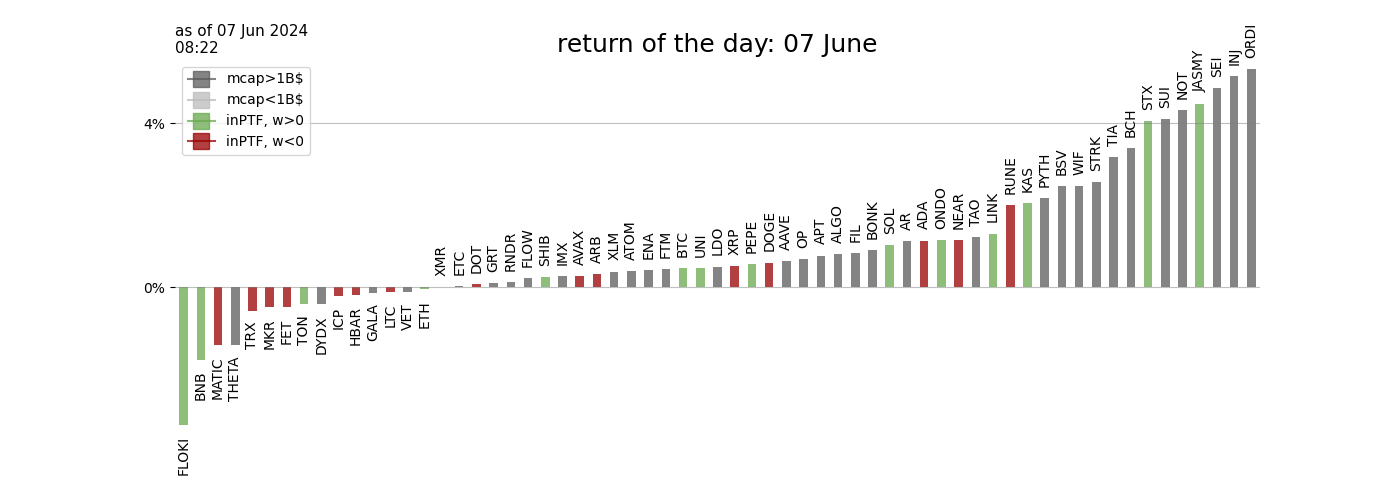 as of 07 Jun 2024
08:22
return of the day: 07 June
mcap>1B$
mcap<1B$
inPTF, w>0
inPTF, w<0
4%
0%
FLOKI
BNB
MATIC
THETA
TRX
MKR
FET
TON
DYDX
ICP
HBAR
GALA
LTC
VET
ETH
XMR
ETC
DOT
GRT
RNDR
FLOW
SHIB
IMX
AVAX
ARB
XLM
ATOM
ENA
FTM
BTC
UNI
LDO
XRP
PEPE
DOGE
AAVE
OP
APT
ALGO
FIL
BONK
SOL
AR
ADA
ONDO
NEAR
TAO
LINK
RUNE
KAS
PYTH
BSV
WIF
STRK
TIA
BCH
STX
SUI
NOT
JASMY
SEI
INJ
ORDI